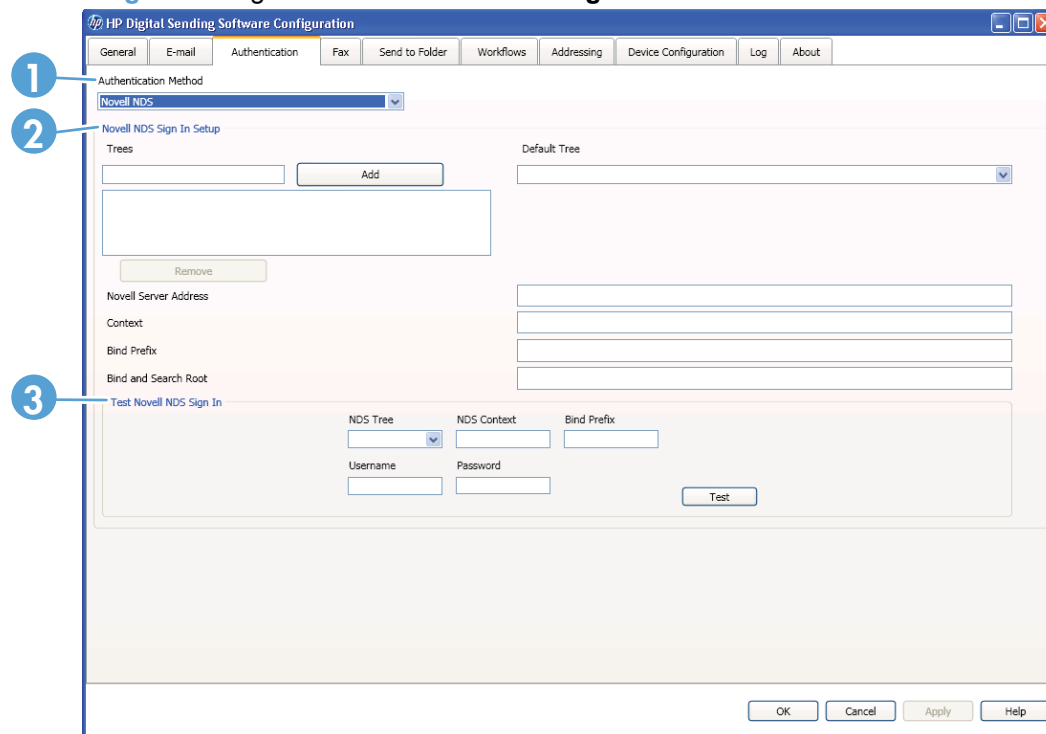 hp HP Digital Sending Software Configuration
General E-mail Authentication Fax Send to Folder Workflows Addressing Device Configuration Log About
1 Authentication Method
Novell NDS
2 Novell NDS Sign In Setup
Trees Default Tree
Add
Remove
Novell Server Address
Context
Bind Prefix
Bind and Search Root
3 Test Novell NDS Sign In
NDS Tree NDS Context Bind Prefix
Username Password
Test
OK Cancel Apply Help